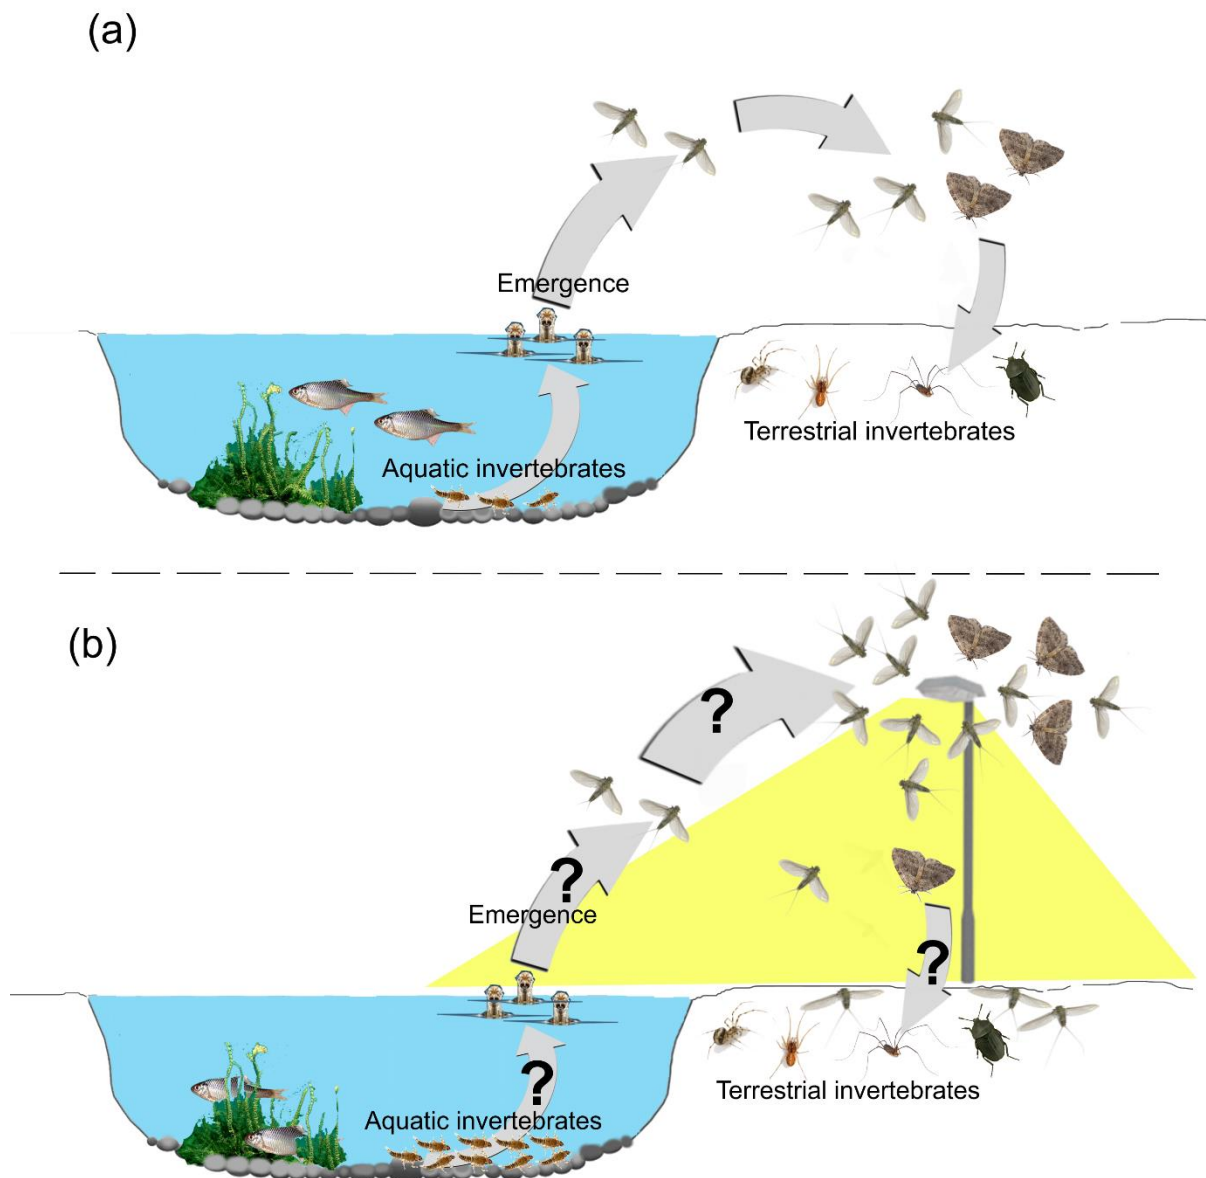 (a)
Emergence
Aquatic invertebrates
Terrestrial invertebrates
(b)
?
?
Emergence
?
?
Aquatic invertebrates
Terrestrial invertebrates